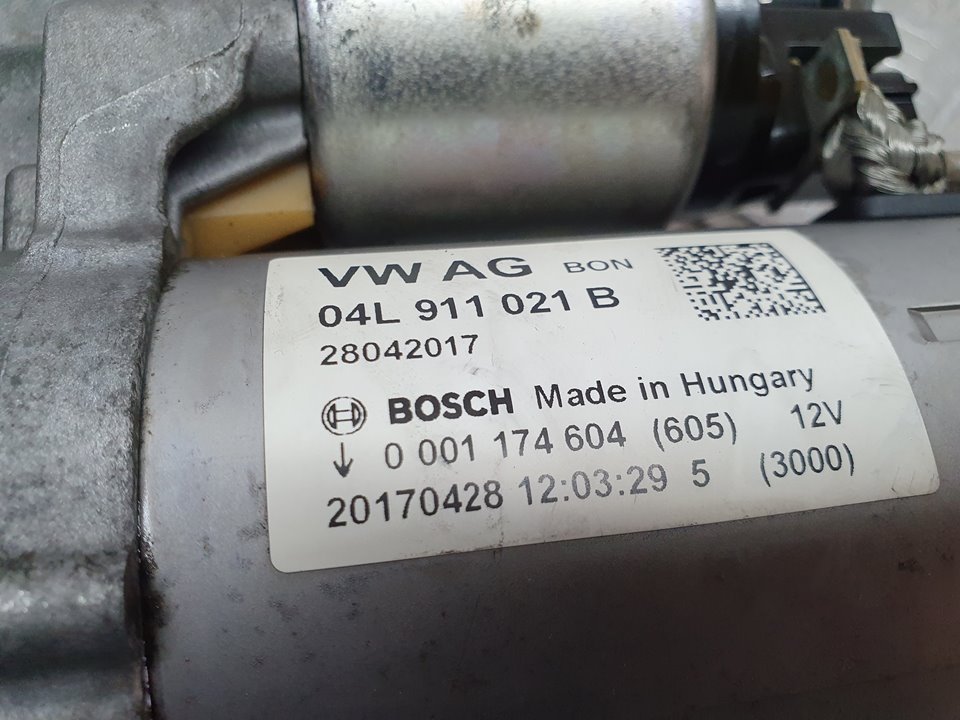 VW AG BON
04L 911 021 B
28042017
BOSCH Made in Hungary
↓ 0 001 174 604 (605) 12V
20170428 12:03:29 5 (3000)